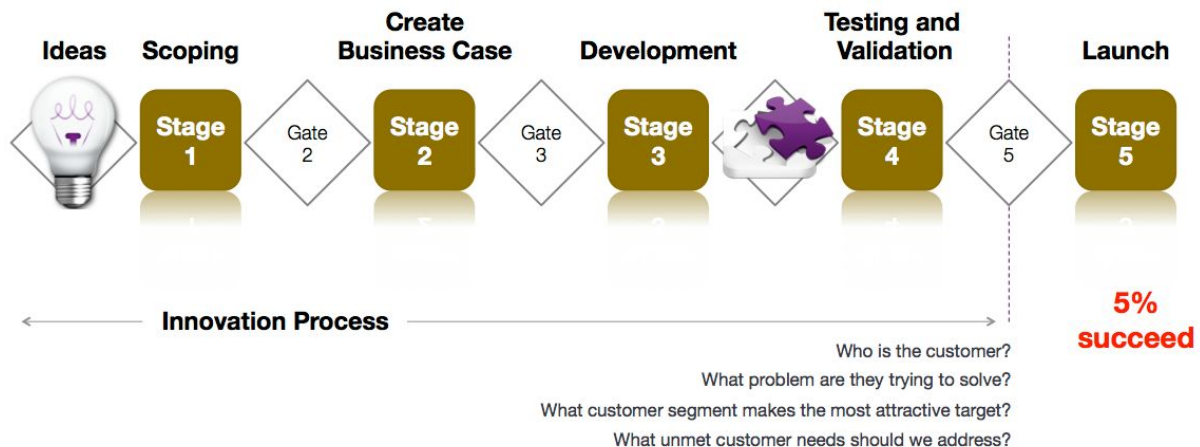 Ideas
Scoping
Create
Business Case
Development
Testing and
Validation
Launch
Stage
1
Gate
2
Stage
2
Gate
3
Stage
3
Stage
4
Gate
5
Stage
5
Innovation Process
5%
succeed
Who is the customer?
What problem are they trying to solve?
What customer segment makes the most attractive target?
What unmet customer needs should we address?